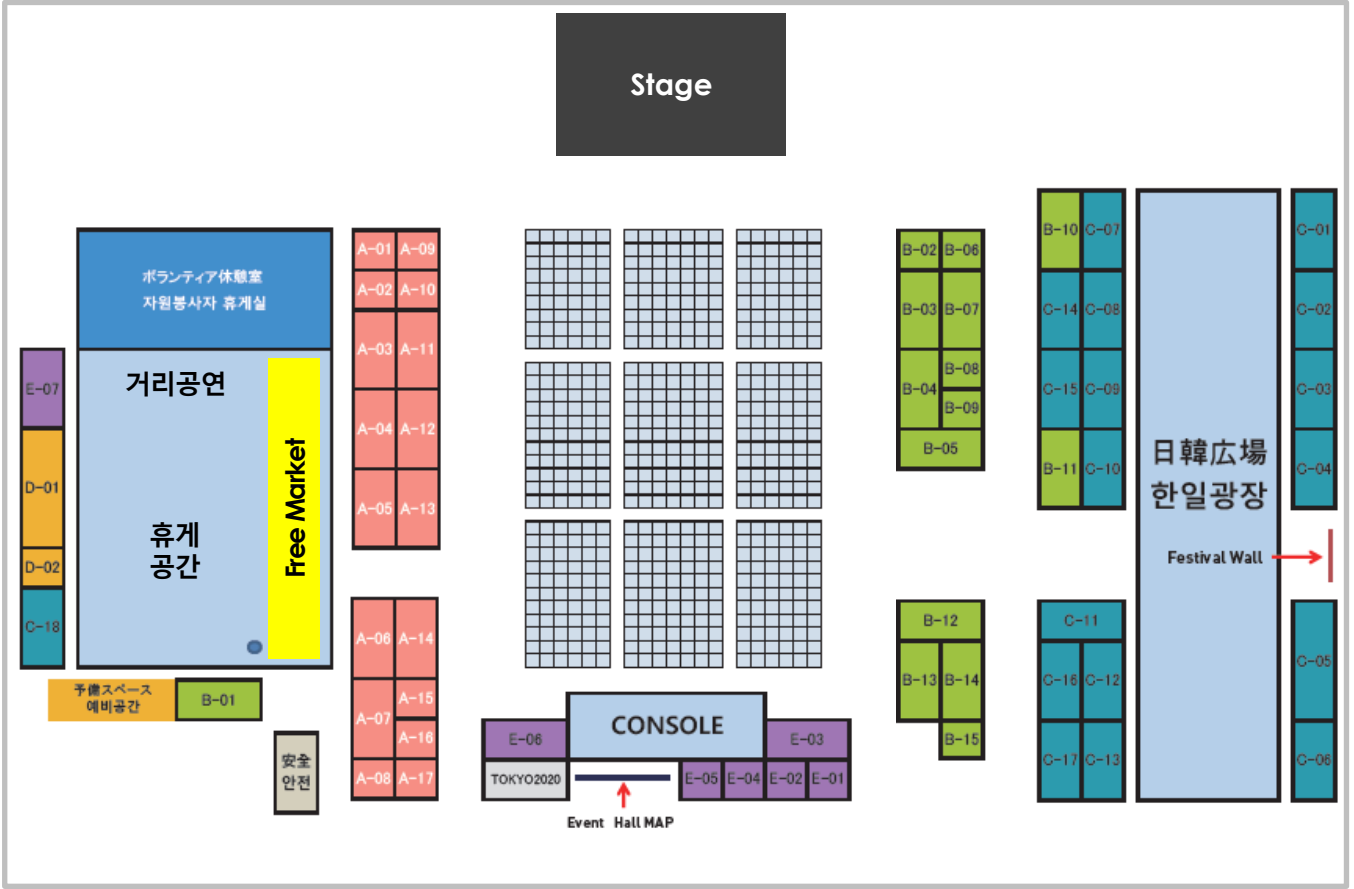 Stage
ボランティア休憩室
자원봉사자 휴게실
거리공연
휴게
공간
Free Market
E-07
D-01
D-02
C-18
予備スペース
예비공간
B-01
安全
안전
A-01
A-09
A-02
A-10
A-03
A-11
A-04
A-12
A-05
A-13
A-06
A-14
A-07
A-15
A-16
A-08
A-17
CONSOLE
E-06
E-03
TOKYO2020
E-05
E-04
E-02
E-01
Event Hall MAP
B-02
B-06
B-03
B-07
B-04
B-08
B-09
B-05
B-12
B-13
B-14
B-15
B-10
C-07
C-14
C-08
C-15
C-09
B-11
C-10
C-11
C-16
C-12
C-17
C-13
日韓広場
한일광장
Festival Wall
C-01
C-02
C-03
C-04
C-05
C-06